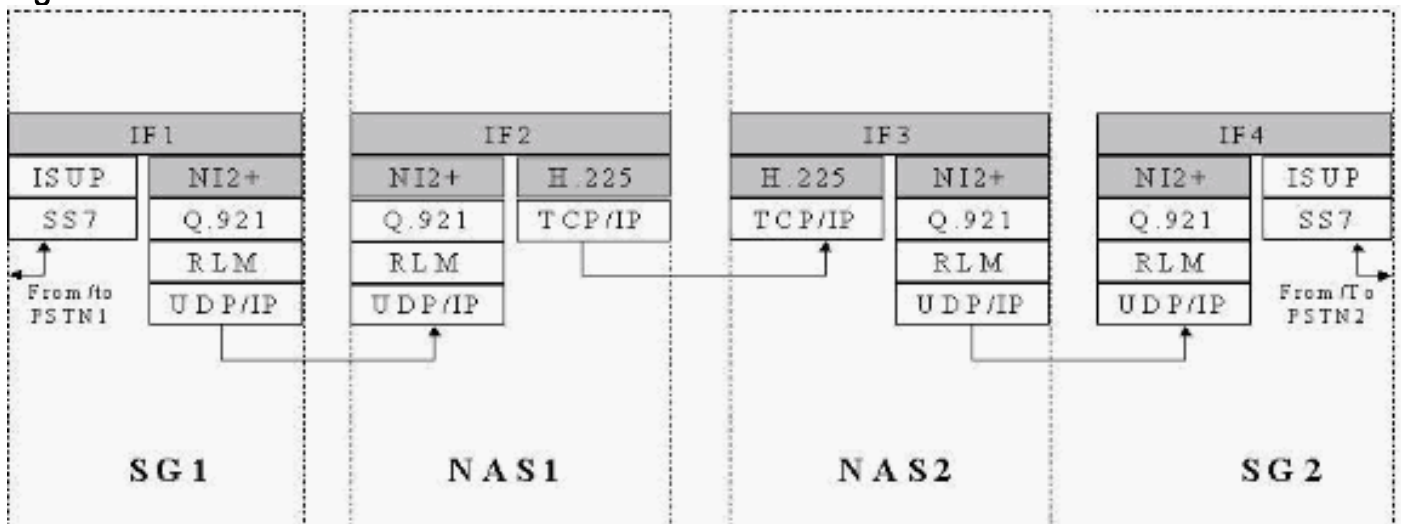 IF1 IF2 IF3 IF4
ISUP NI2+ NI2+ H.225 H.225 NI2+ NI2+ ISUP
SS7 Q.921 Q.921 TCP/IP TCP/IP Q.921 Q.921 SS7
RLM RLM RLM RLM
From/to
PSTN1
UDP/IP UDP/IP UDP/IP UDP/IP
From/To
PSTN2
SG1 NAS1 NAS2 SG2